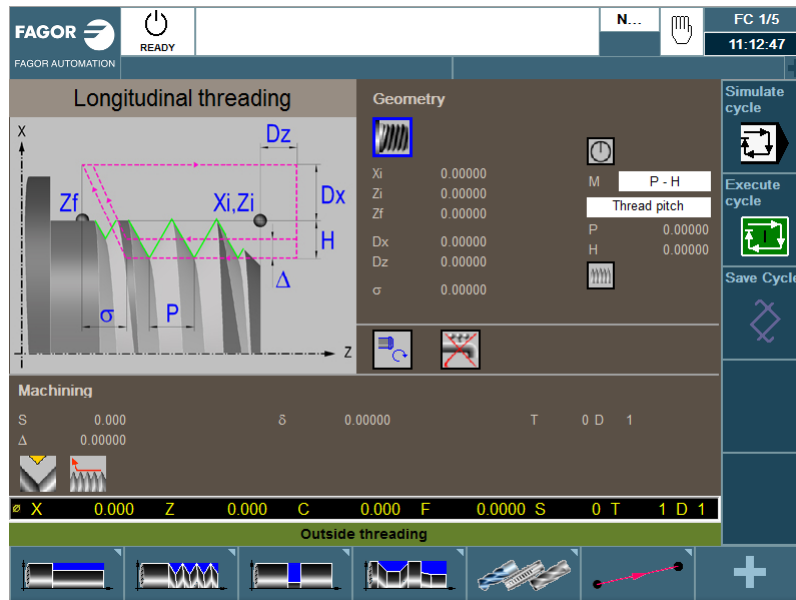 FAGOR
FAGOR AUTOMATION
READY
N...
FC 1/5
11:12:47
Longitudinal threading
X
Dz
Zf
Xi,Zi
Dx
H
Δ
σ
P
Z
Geometry
Xi 0.00000
Zi 0.00000
Zf 0.00000
Dx 0.00000
Dz 0.00000
σ 0.00000
M P - H
Thread pitch
P 0.00000
H 0.00000
Simulate
cycle
Execute
cycle
Save Cycle
Machining
S 0.000 δ 0.00000 T 0 D 1
Δ 0.00000
ø X 0.000 Z 0.000 C 0.000 F 0.0000 S 0 T 1 D 1
Outside threading